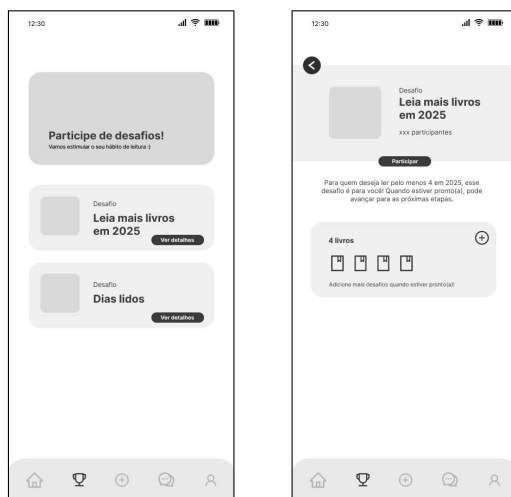 12:30
Participe de desafios!
Vamos estimular o seu hábito de leitura :)
Desafio
Leia mais livros
em 2025
Ver detalhes
Desafio
Dias lidos
Ver detalhes
12:30
Desafio
Leia mais livros
em 2025
xxx participantes
Participar
Para quem deseja ler pelo menos 4 em 2025, esse
desafio é para você! Quando estiver pronto(a), pode
avançar para as próximas etapas.
4 livros
Adicione mais desafios quando estiver pronto(a)!